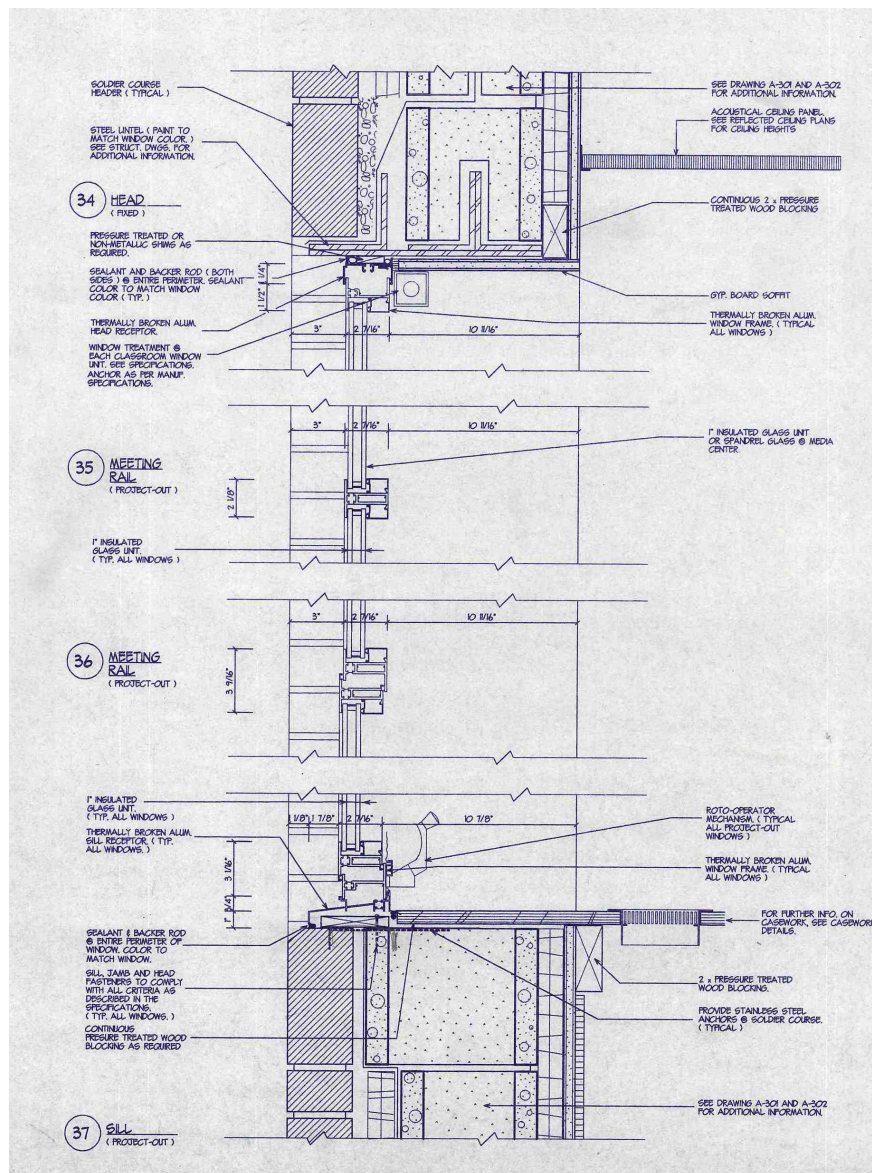 SOLDIER COURSE
HEADER ( TYPICAL )
STEEL LINTEL ( PAINT TO
MATCH WINDOW COLOR. )
SEE STRUCT. DWGS. FOR
ADDITIONAL INFORMATION.
34 HEAD
( FIXED )
PRESSURE TREATED OR
NON-METALLIC SHIMS AS
REQUIRED.
SEALANT AND BACKER ROD ( BOTH
SIDES ) @ ENTIRE PERIMETER. SEALANT
COLOR TO MATCH WINDOW
COLOR ( TYP. )
THERMALLY BROKEN ALUM.
HEAD RECEPTOR.
WINDOW TREATMENT @
EACH CLASSROOM WINDOW
UNIT. SEE SPECIFICATIONS.
ANCHOR AS PER MANUF.
SPECIFICATIONS.
SEE DRAWING A-301 AND A-302
FOR ADDITIONAL INFORMATION.
ACOUSTICAL CEILING PANEL.
SEE REFLECTED CEILING PLANS
FOR CEILING HEIGHTS
CONTINUOUS 2 x PRESSURE
TREATED WOOD BLOCKING
GYP. BOARD SOFFIT
THERMALLY BROKEN ALUM.
WINDOW FRAME. ( TYPICAL
ALL WINDOWS )
1/4"
1 1/2"
3" 2 7/16" 10 11/16"
3" 2 7/16" 10 11/16"
35 MEETING
RAIL
( PROJECT-OUT )
2 1/8"
1" INSULATED GLASS UNIT
OR SPANDREL GLASS @ MEDIA
CENTER
1" INSULATED
GLASS UNIT.
( TYP. ALL WINDOWS )
3" 2 7/16" 10 11/16"
36 MEETING
RAIL
( PROJECT-OUT )
3 9/16"
1" INSULATED
GLASS UNIT.
( TYP. ALL WINDOWS )
THERMALLY BROKEN ALUM.
SILL RECEPTOR. ( TYP.
ALL WINDOWS. )
1 1/8" 1 7/8" 2 7/16" 10 7/8"
3 1/16"
3/4"
1"
ROTO-OPERATOR
MECHANISM. ( TYPICAL
ALL PROJECT-OUT
WINDOWS )
THERMALLY BROKEN ALUM.
WINDOW FRAME. ( TYPICAL
ALL WINDOWS )
FOR FURTHER INFO. ON
CASEWORK, SEE CASEWORK
DETAILS.
SEALANT & BACKER ROD
@ ENTIRE PERIMETER OF
WINDOW. COLOR TO
MATCH WINDOW.
SILL, JAMB AND HEAD
FASTENERS TO COMPLY
WITH ALL CRITERIA AS
DESCRIBED IN THE
SPECIFICATIONS.
( TYP. ALL WINDOWS. )
CONTINUOUS
PRESURE TREATED WOOD
BLOCKING AS REQUIRED
2 x PRESSURE TREATED
WOOD BLOCKING.
PROVIDE STAINLESS STEEL
ANCHORS @ SOLDIER COURSE.
( TYPICAL )
SEE DRAWING A-301 AND A-302
FOR ADDITIONAL INFORMATION.
37 SILL
( PROJECT-OUT )